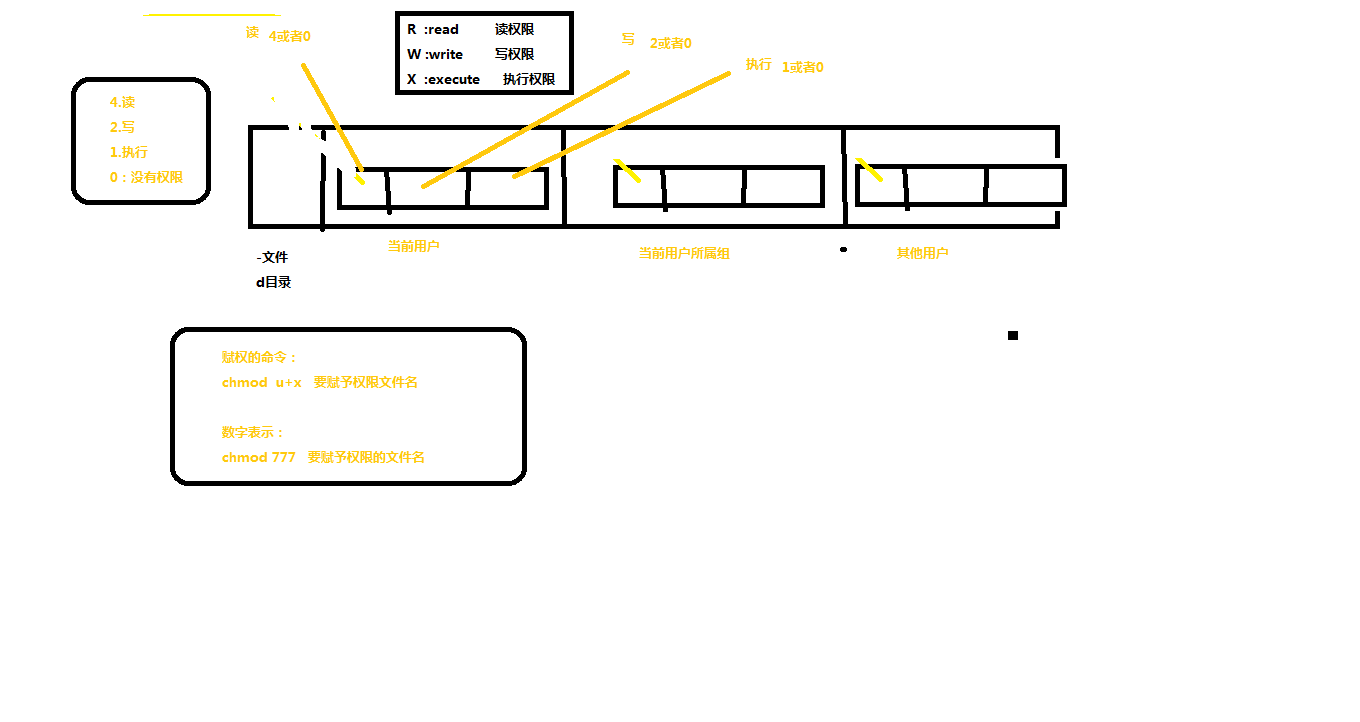 读 4或者0
R :read 读权限
W :write 写权限
X :execute 执行权限
写 2或者0
执行 1或者0
4.读
2.写
1.执行
0：没有权限
当前用户
当前用户所属组
其他用户
-文件
d目录
赋权的命令：
chmod u+x 要赋予权限文件名
数字表示：
chmod 777 要赋予权限的文件名